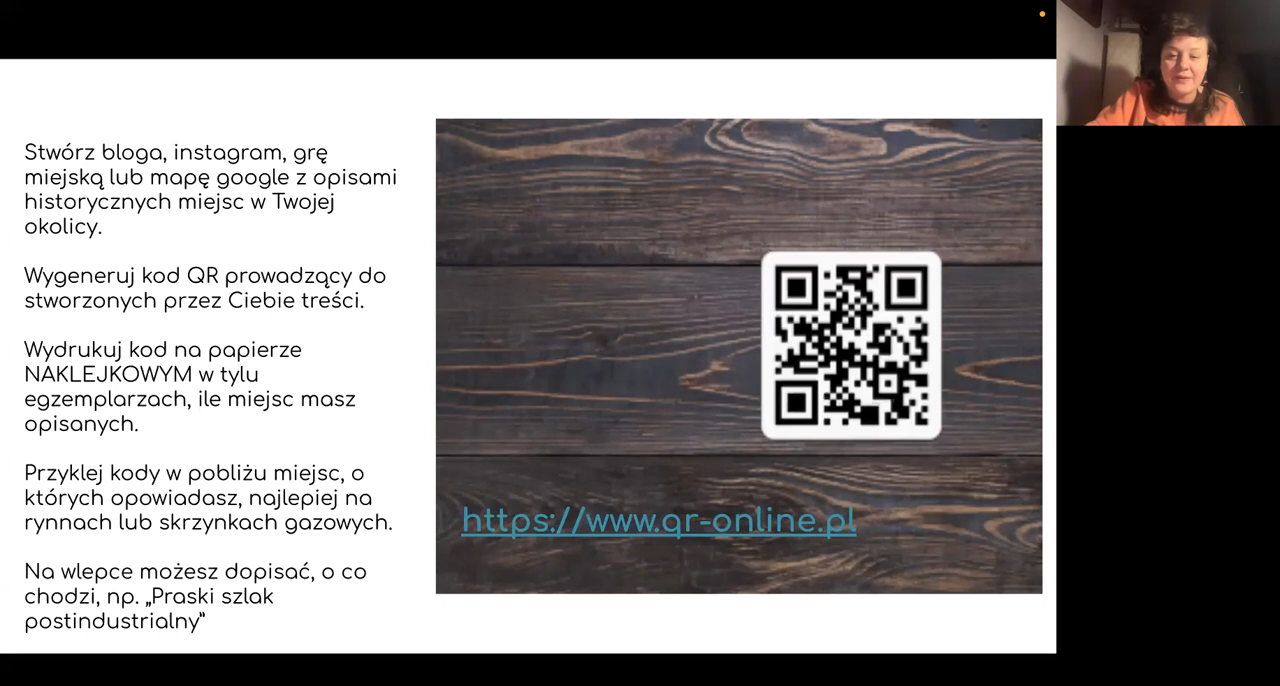 Stwórz bloga, instagram, grę
miejską lub mapę google z opisami
historycznych miejsc w Twojej
okolicy.
Wygeneruj kod QR prowadzący do
stworzonych przez Ciebie treści.
Wydrukuj kod na papierze
NAKLEJKOWYM w tylu
egzemplarzach, ile miejsc masz
opisanych.
Przyklej kody w pobliżu miejsc, o
których opowiadasz, najlepiej na
rynnach lub skrzynkach gazowych.
Na wlepce możesz dopisać, o co
chodzi, np. „Praski szlak
postindustrialny”
https://www.qr-online.pl